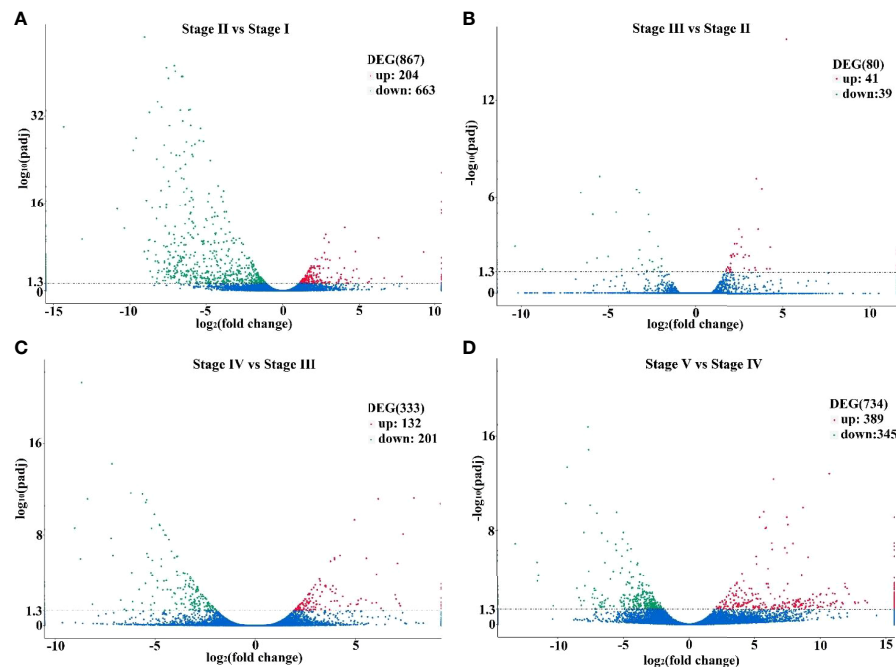 A
Stage II vs Stage I
DEG(867)
up: 204
down: 663
log₁₀(padj)
32
16
1.3
0
-15
-10
-5
0
5
10
log₂(fold change)
B
Stage III vs Stage II
DEG(80)
up: 41
down:39
-log₁₀(padj)
12
6
1.3
0
-10
-5
0
5
10
log₂(fold change)
C
Stage IV vs Stage III
DEG(333)
up: 132
down: 201
log₁₀(padj)
16
8
1.3
0
-10
-5
0
5
log₂(fold change)
D
Stage V vs Stage IV
DEG(734)
up: 389
down:345
-log₁₀(padj)
16
8
1.3
0
-10
-5
0
5
10
15
log₂(fold change)